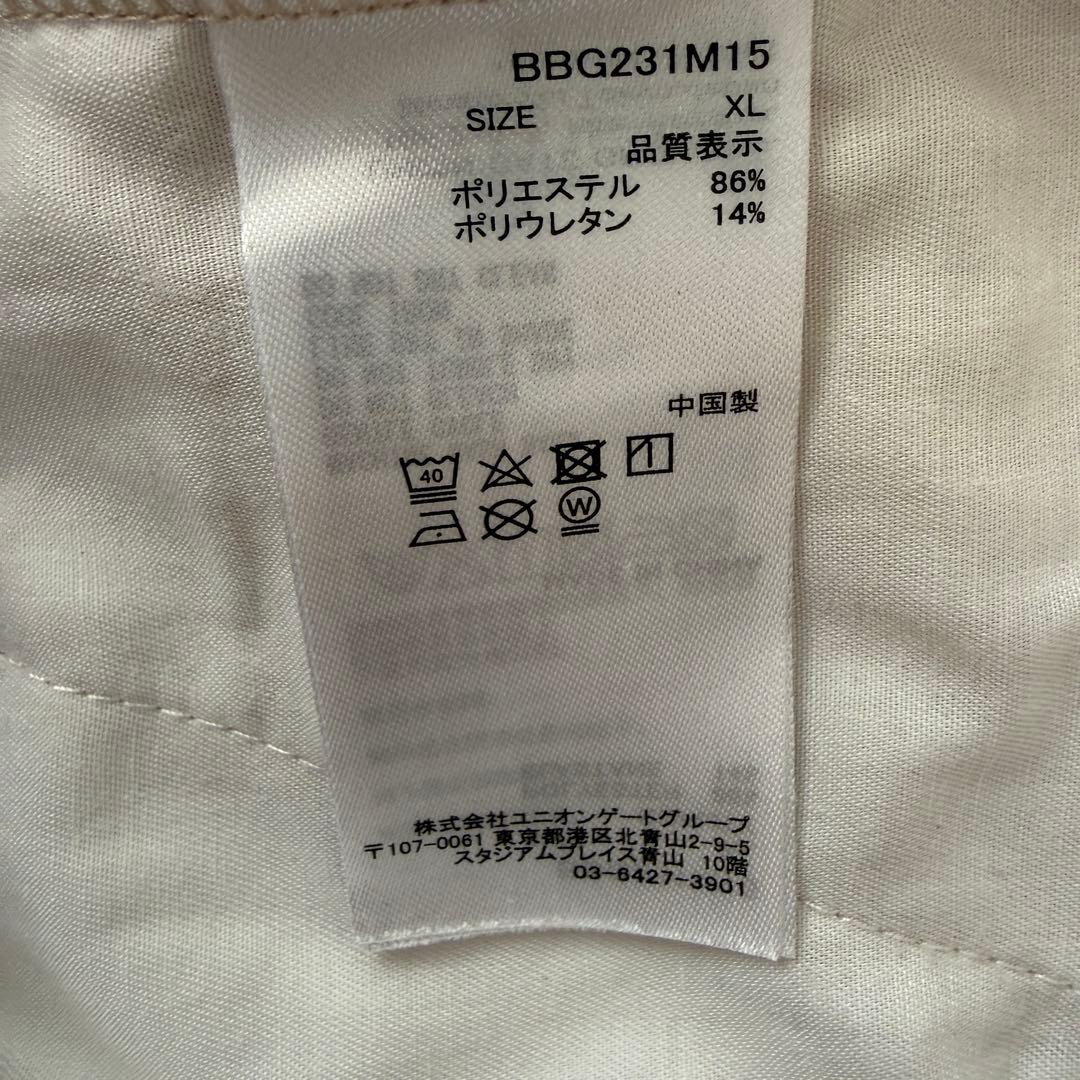 BBG231M15
SIZE XL
品質表示
ポリエステル 86%
ポリウレタン 14%
中国製
40
W
株式会社ユニオンゲートグループ
〒107-0061 東京都港区北青山2-9-5
スタジアムプレイス青山 10階
03-6427-3901